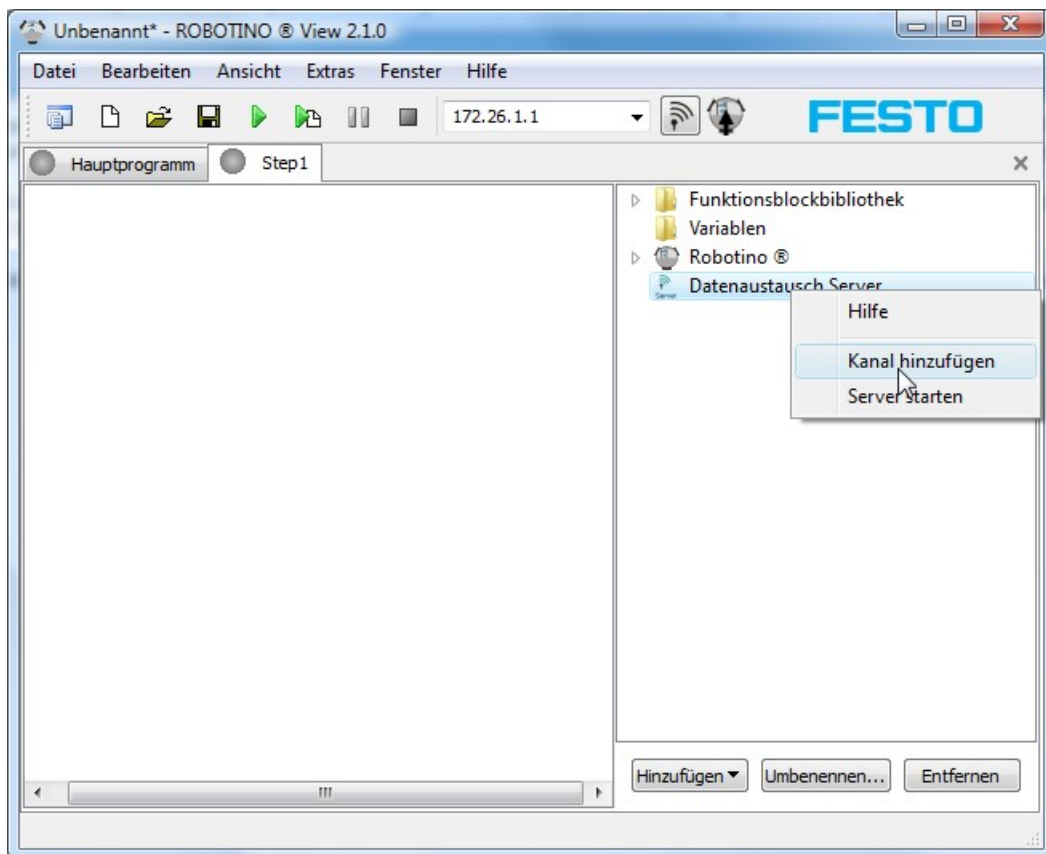 Unbenannt* - ROBOTINO ® View 2.1.0
Datei Bearbeiten Ansicht Extras Fenster Hilfe
172.26.1.1
FESTO
Hauptprogramm Step1
Funktionsblockbibliothek
Variablen
Robotino ®
Server Datenaustausch Server
Hilfe
Kanal hinzufügen
Server starten
Hinzufügen Umbenennen... Entfernen